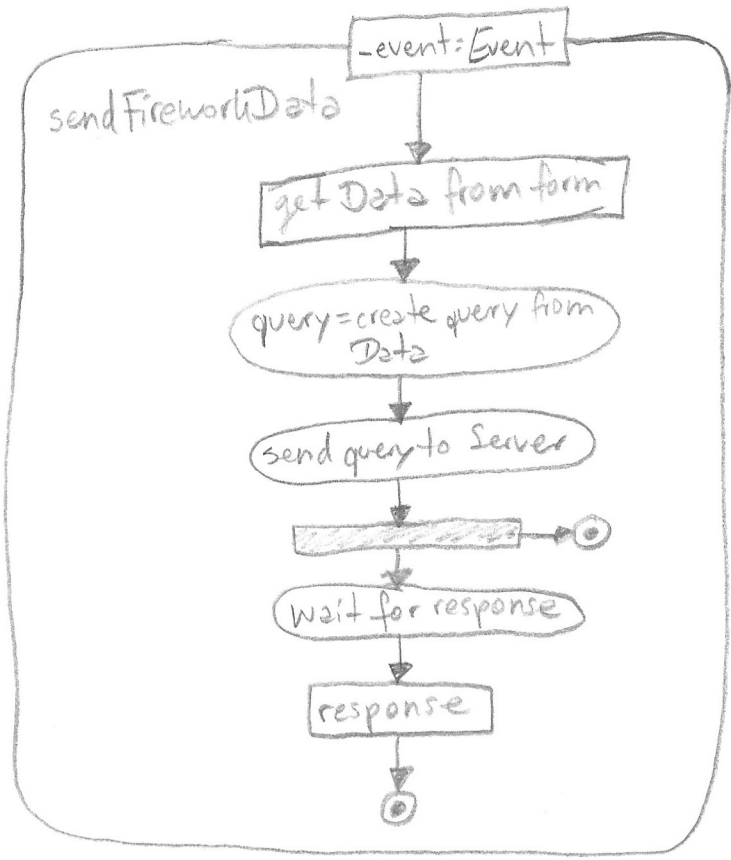 _event:Event
sendFireworkData
get Data from form
query=create query from
Data
send query to Server
wait for response
response